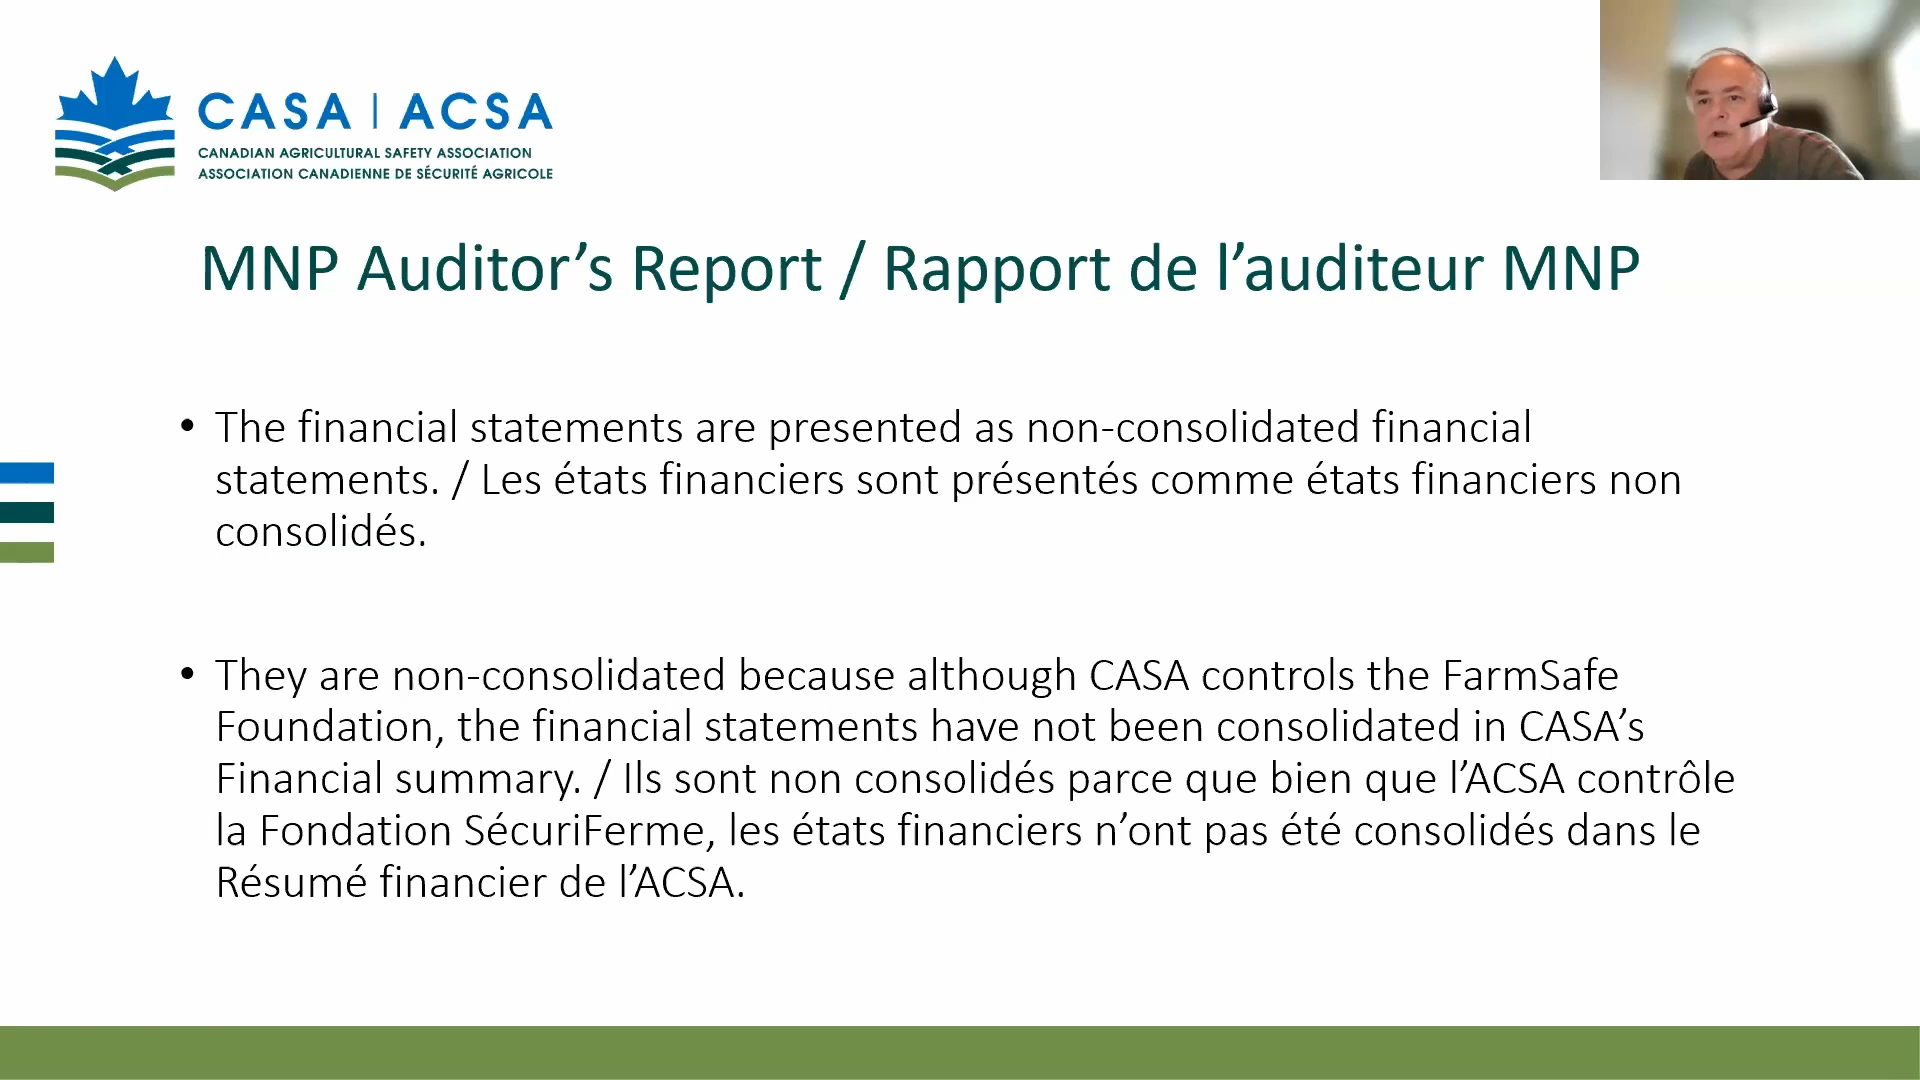 CASA | ACSA
CANADIAN AGRICULTURAL SAFETY ASSOCIATION
ASSOCIATION CANADIENNE DE SÉCURITÉ AGRICOLE
MNP Auditor’s Report / Rapport de l’auditeur MNP
• The financial statements are presented as non-consolidated financial
statements. / Les états financiers sont présentés comme états financiers non
consolidés.
• They are non-consolidated because although CASA controls the FarmSafe
Foundation, the financial statements have not been consolidated in CASA’s
Financial summary. / Ils sont non consolidés parce que bien que l’ACSA contrôle
la Fondation SécuriFerme, les états financiers n’ont pas été consolidés dans le
Résumé financier de l’ACSA.